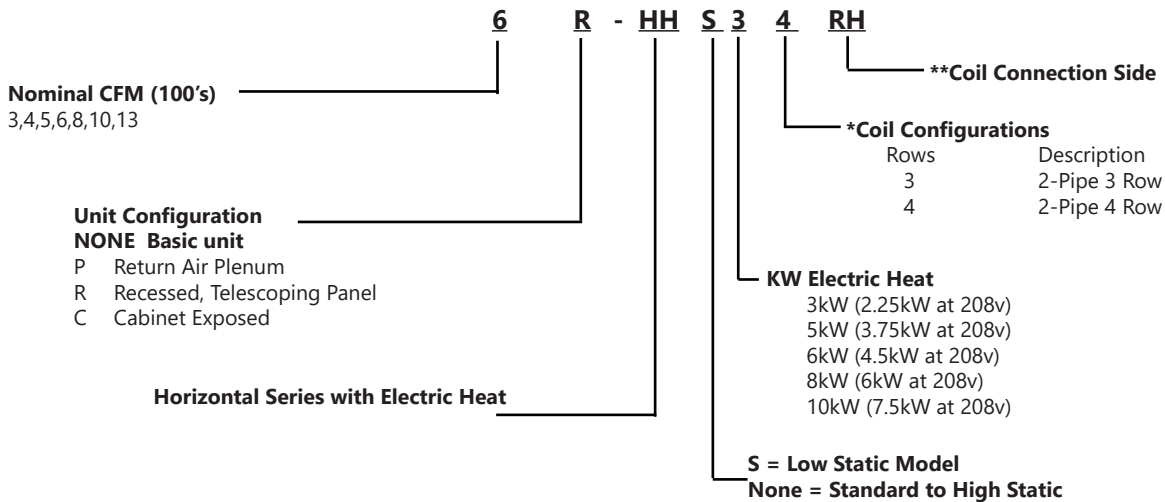 6 R - HH S 3 4 RH
**Coil Connection Side
Nominal CFM (100’s)
3,4,5,6,8,10,13
*Coil Configurations
Rows Description
3 2-Pipe 3 Row
4 2-Pipe 4 Row
Unit Configuration
NONE Basic unit
P Return Air Plenum
R Recessed, Telescoping Panel
C Cabinet Exposed
KW Electric Heat
3kW (2.25kW at 208v)
5kW (3.75kW at 208v)
6kW (4.5kW at 208v)
8kW (6kW at 208v)
10kW (7.5kW at 208v)
Horizontal Series with Electric Heat
S = Low Static Model
None = Standard to High Static